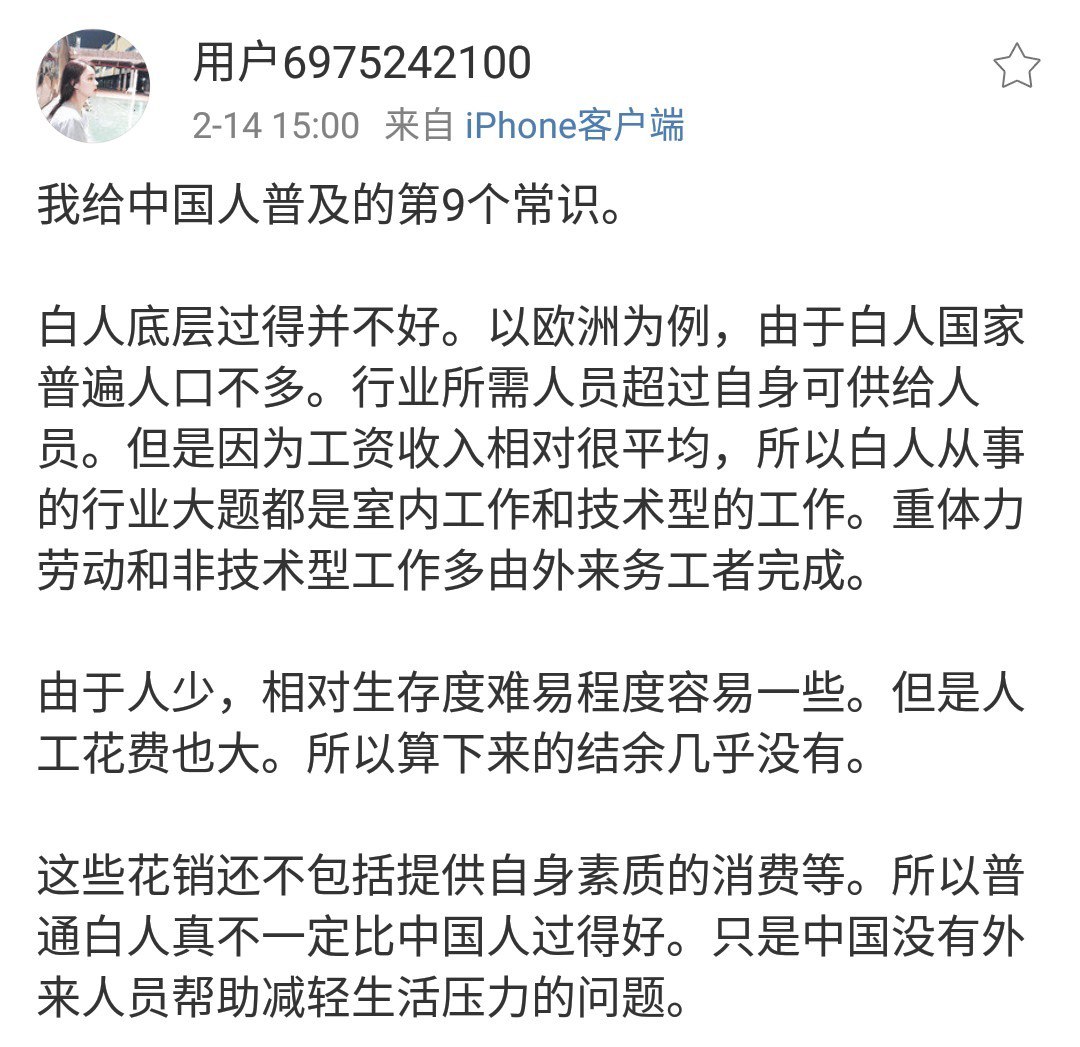 用户6975242100
2-14 15:00 来自 iPhone客户端
我给中国人普及的第9个常识。
白人底层过得并不好。以欧洲为例，由于白人国家
普遍人口不多。行业所需人员超过自身可供给人
员。但是因为工资收入相对很平均，所以白人从事
的行业大题都是室内工作和技术型的工作。重体力
劳动和非技术型工作多由外来务工者完成。
由于人少，相对生存度难易程度容易一些。但是人
工花费也大。所以算下来的结余几乎没有。
这些花销还不包括提供自身素质的消费等。所以普
通白人真不一定比中国人过得好。只是中国没有外
来人员帮助减轻生活压力的问题。